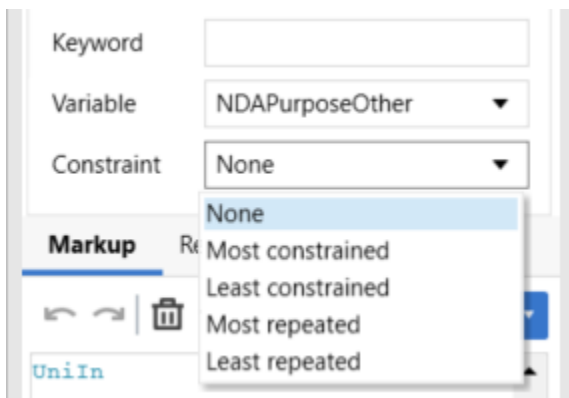 Keyword
Variable NDAPurposeOther
Constraint None
None
Markup
Most constrained
Least constrained
Most repeated
Least repeated
UniIn